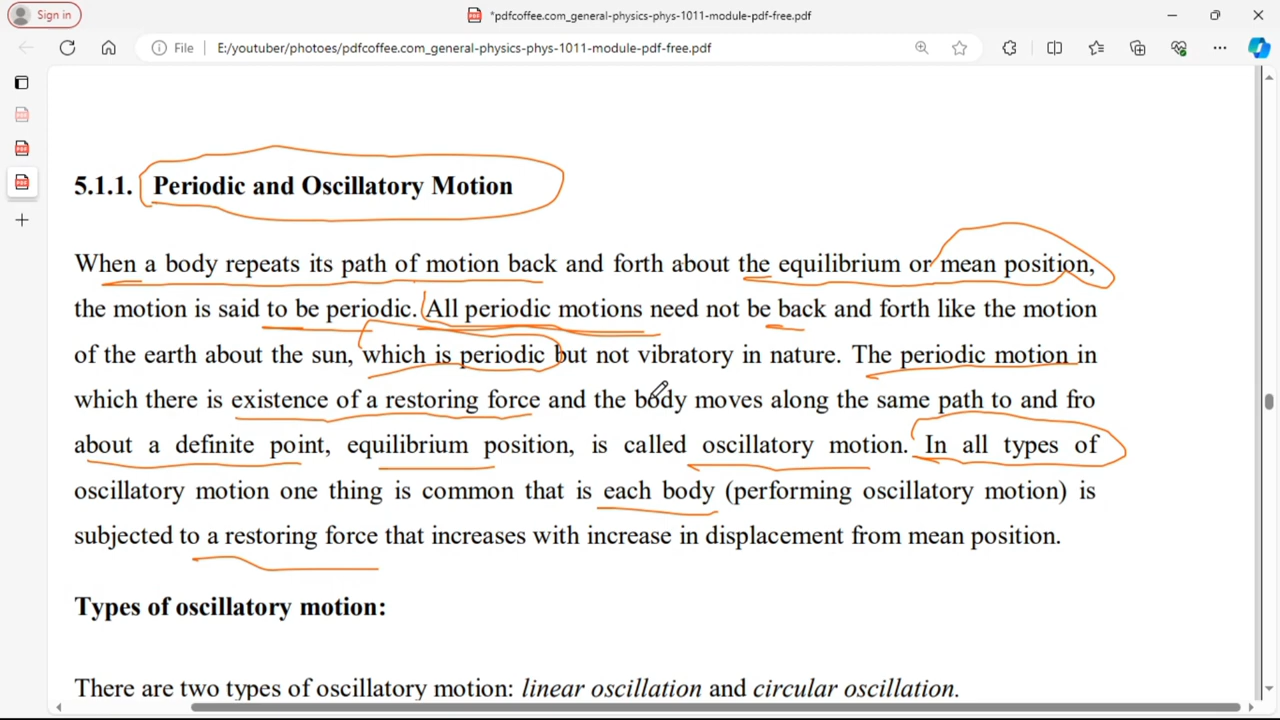 Sign in
*pdfcoffee.com_general-physics-phys-1011-module-pdf-free.pdf
File
E:/youtuber/photoes/pdfcoffee.com_general-physics-phys-1011-module-pdf-free.pdf
5.1.1. Periodic and Oscillatory Motion
When a body repeats its path of motion back and forth about the equilibrium or mean position,
the motion is said to be periodic. All periodic motions need not be back and forth like the motion
of the earth about the sun, which is periodic but not vibratory in nature. The periodic motion in
which there is existence of a restoring force and the body moves along the same path to and fro
about a definite point, equilibrium position, is called oscillatory motion. In all types of
oscillatory motion one thing is common that is each body (performing oscillatory motion) is
subjected to a restoring force that increases with increase in displacement from mean position.
Types of oscillatory motion:
There are two types of oscillatory motion: linear oscillation and circular oscillation.